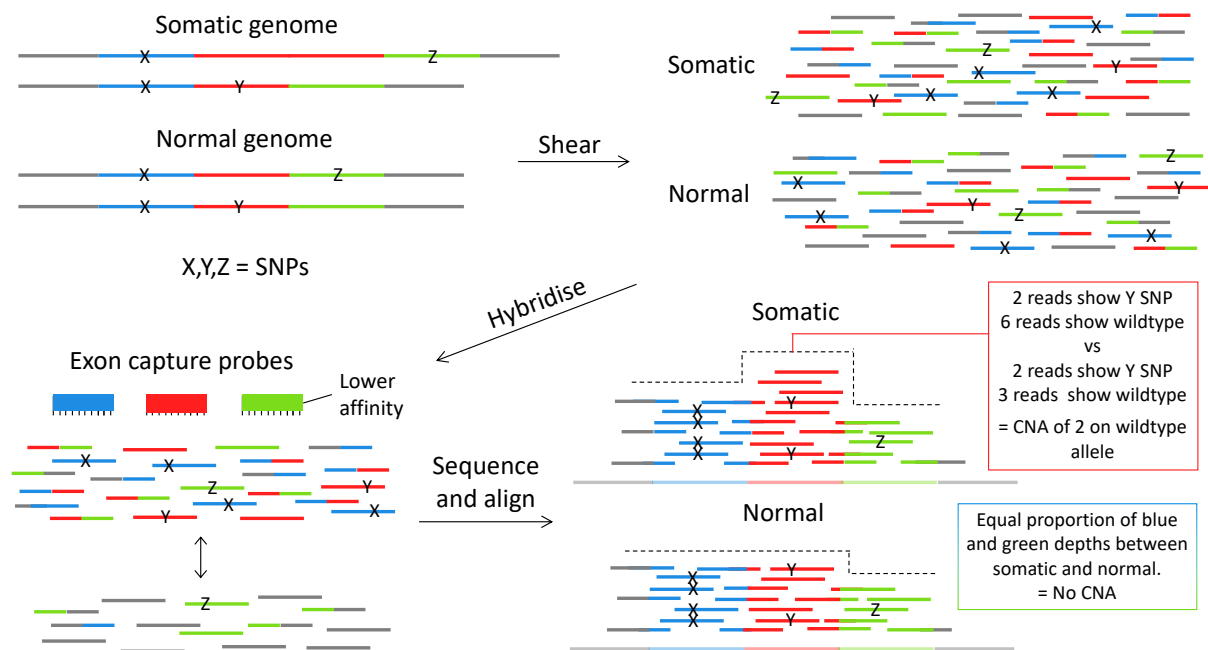 Somatic genome
X
Z
X
Y
Normal genome
X
Z
X
Y
X,Y,Z = SNPs
Shear
Somatic
X
Z
X
Y
Z
Y
X
X
Normal
Z
X
Y
Y
X
Z
X
X
Hybridise
Exon capture probes
Lower
affinity
X
X
Z
Y
X
Y
X
Z
Sequence
and align
Somatic
Y
X
X
Z
X
Y
X
2 reads show Y SNP
6 reads show wildtype
vs
2 reads show Y SNP
3 reads show wildtype
= CNA of 2 on wildtype
allele
Normal
Y
X
X
X
Z
X
Y
Equal proportion of blue
and green depths between
somatic and normal.
= No CNA